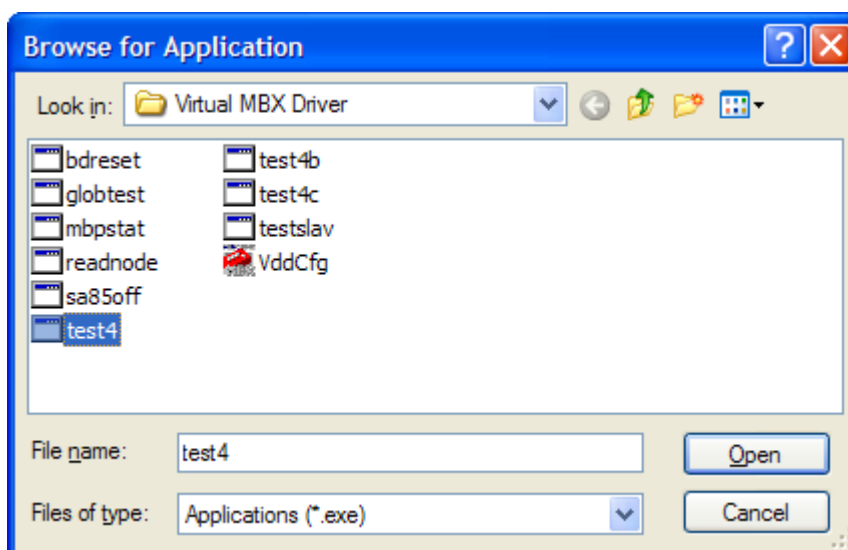 Browse for Application
Look in: Virtual MBX Driver
bdreset test4b
globtest test4c
mbpstat testslav
readnode VddCfg
sa85off
test4
File name: test4 Open
Files of type: Applications (*.exe) Cancel